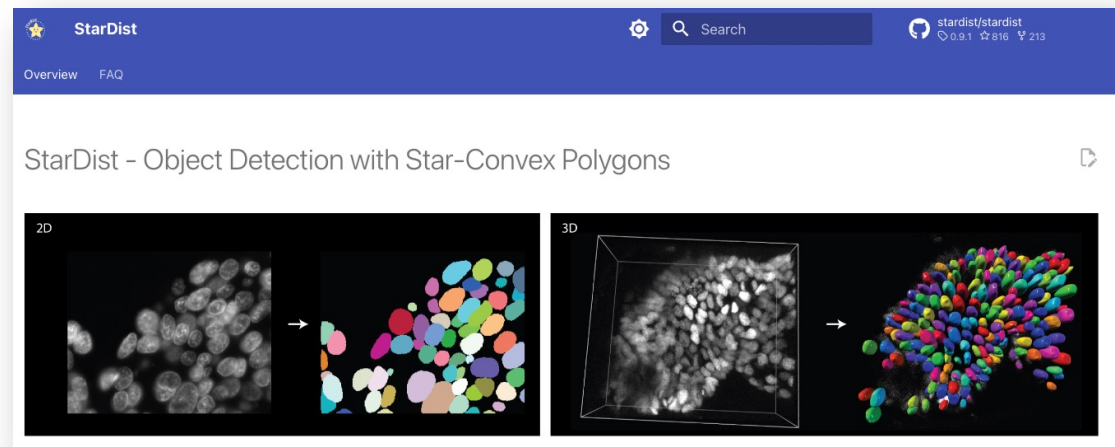 StarDist
Search
stardist/stardist
0.9.1 816 213
Overview FAQ
StarDist - Object Detection with Star-Convex Polygons
2D
3D